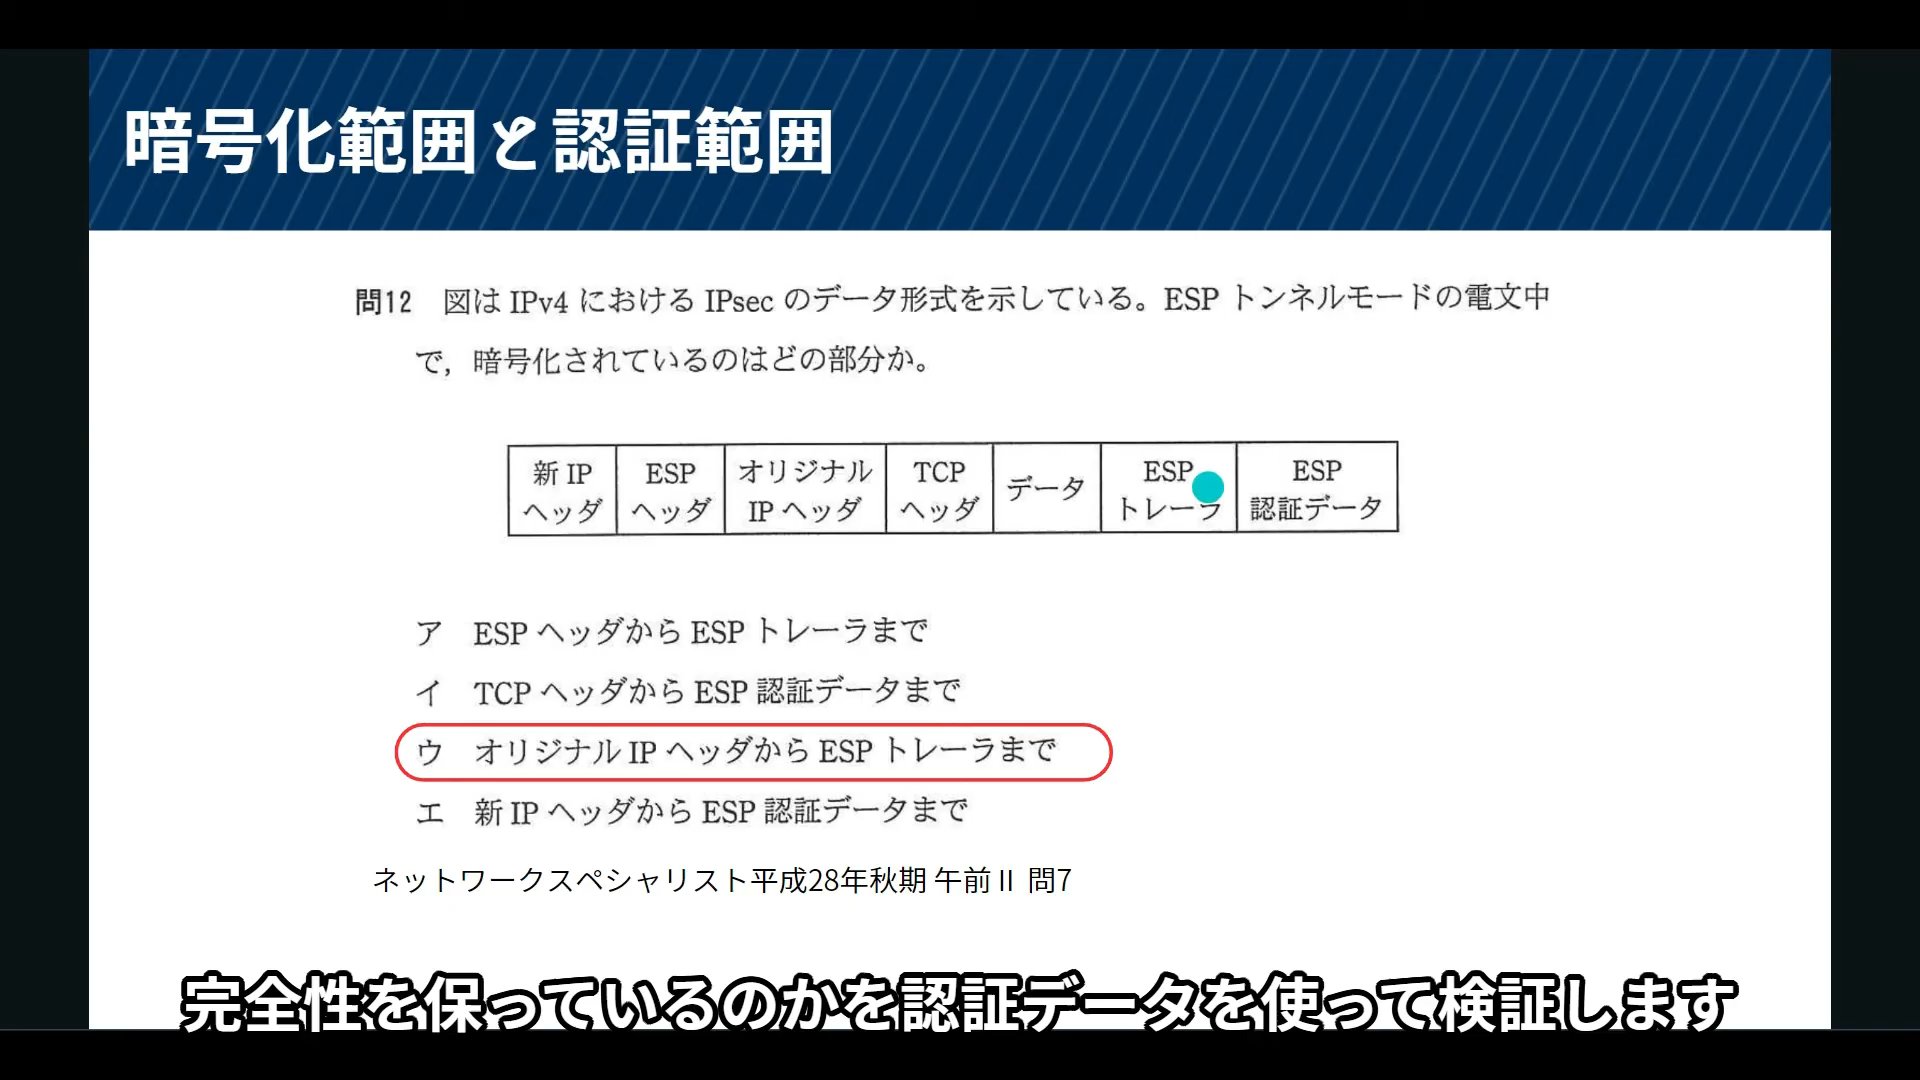 暗号化範囲と認証範囲
問12 図は IPv4 における IPsec のデータ形式を示している。ESP トンネルモードの電文中
で，暗号化されているのはどの部分か。
新 IP
ヘッダ
ESP
ヘッダ
オリジナル
IP ヘッダ
TCP
ヘッダ
データ
ESP
トレーラ
ESP
認証データ
ア ESP ヘッダから ESP トレーラまで
イ TCP ヘッダから ESP 認証データまで
ウ オリジナル IP ヘッダから ESP トレーラまで
エ 新 IP ヘッダから ESP 認証データまで
ネットワークスペシャリスト平成28年秋期 午前Ⅱ 問7
完全性を保っているのかを認証データを使って検証します